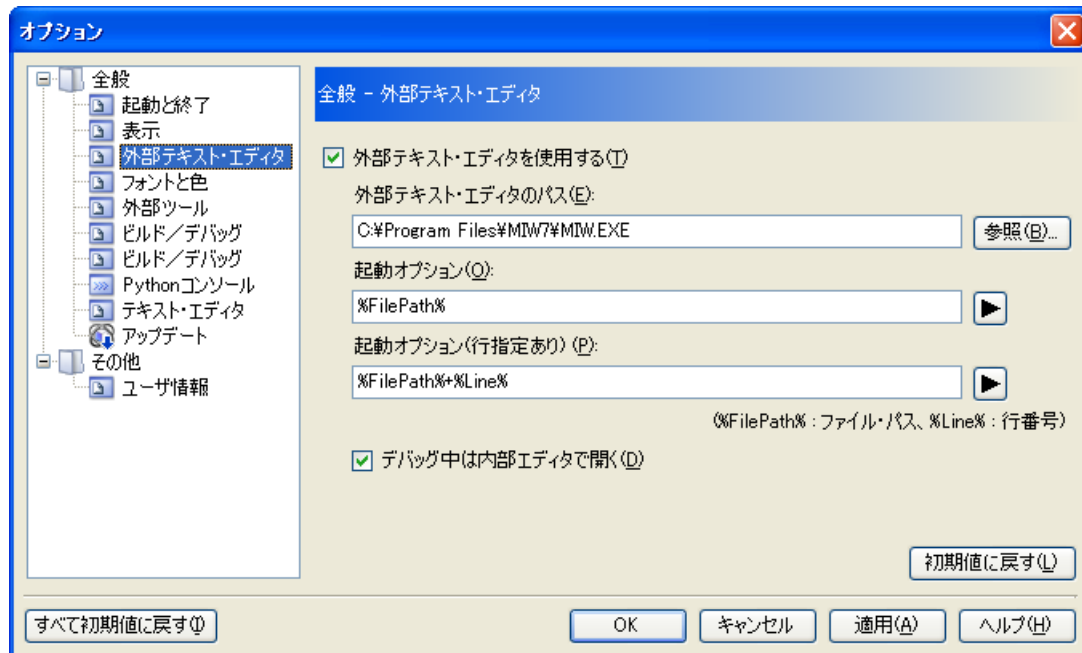 オプション
全般
起動と終了
表示
外部テキスト・エディタ
フォントと色
外部ツール
ビルド／デバッグ
ビルド／デバッグ
Pythonコンソール
テキスト・エディタ
アップデート
その他
ユーザ情報
全般 - 外部テキスト・エディタ
外部テキスト・エディタを使用する(T)
外部テキスト・エディタのパス(E):
C:¥Program Files¥MIW7¥MIW.EXE
参照(B)...
起動オプション(O):
%FilePath%
起動オプション(行指定あり) (P):
%FilePath%+%Line%
(%FilePath% : ファイル・パス、%Line% : 行番号)
デバッグ中は内部エディタで開く(D)
初期値に戻す(L)
すべて初期値に戻す(I)
OK
キャンセル
適用(A)
ヘルプ(H)